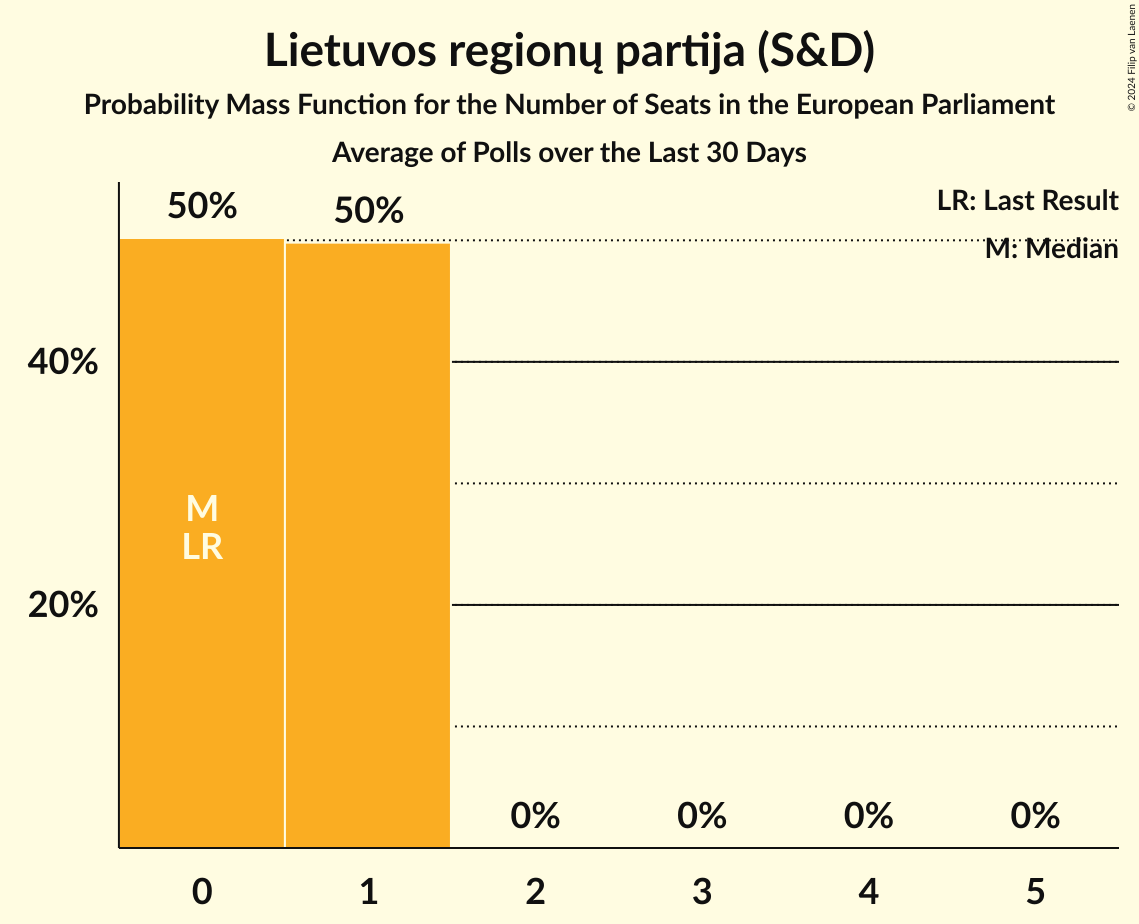 Lietuvos regionų partija (S&D)
Probability Mass Function for the Number of Seats in the European Parliament
Average of Polls over the Last 30 Days
© 2024 Filip van Laenen
LR: Last Result
M: Median
50%
50%
40%
M
LR
20%
0%
0%
0%
0%
0
1
2
3
4
5